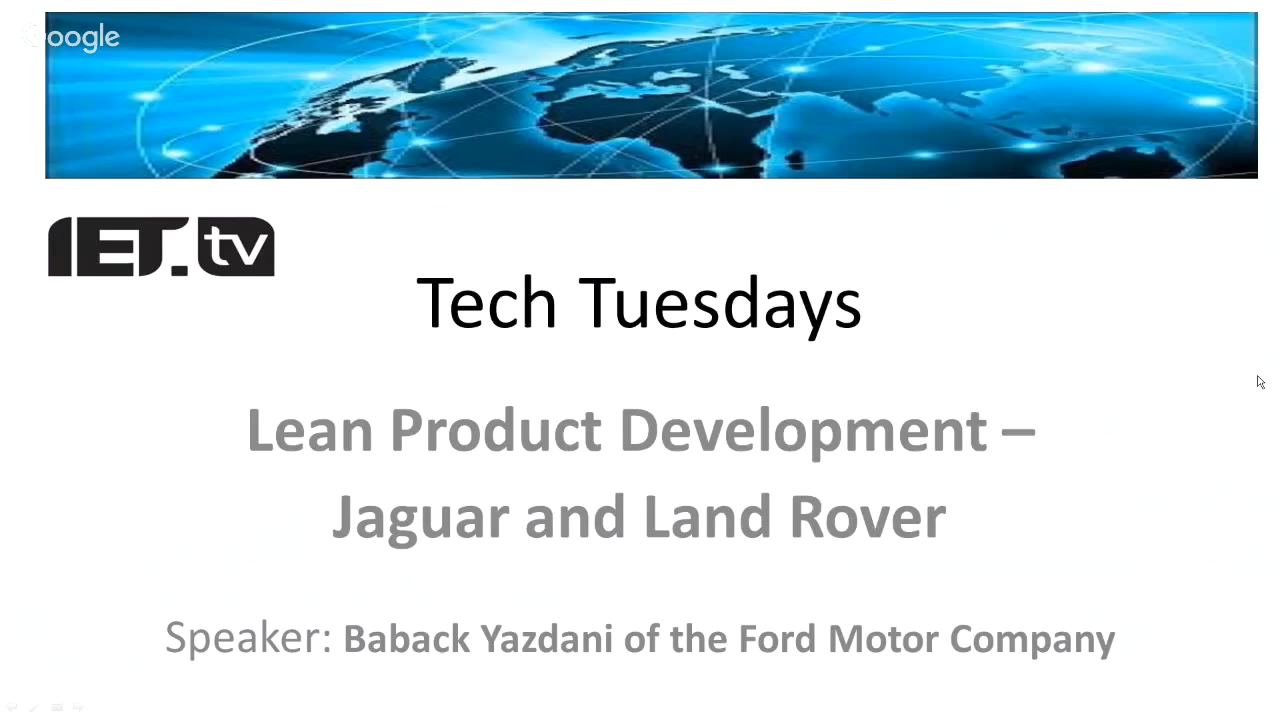 Google
IET.tv
Tech Tuesdays
Lean Product Development –
Jaguar and Land Rover
Speaker: Baback Yazdani of the Ford Motor Company